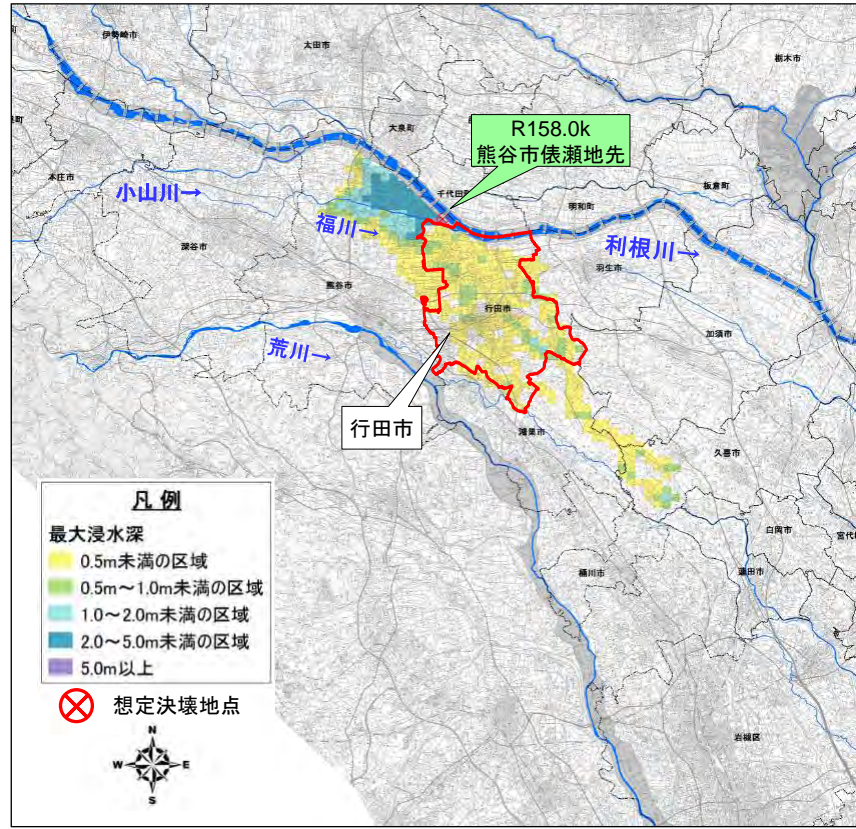 伊勢崎市
太田市
栃木市
大泉町
R158.0k
熊谷市俵瀬地先
千代田町
板倉町
本庄市
小山川→
明和町
福川→
利根川→
深谷市
羽生市
熊谷市
行田市
加須市
荒川→
行田市
鴻巣市
久喜市
凡 例
最大浸水深
0.5m未満の区域
0.5m～1.0m未満の区域
1.0～2.0m未満の区域
2.0～5.0m未満の区域
5.0m以上
想定決壊地点
白岡市
宮代町
桶川市
蓮田市
岩槻区
N
W E
S